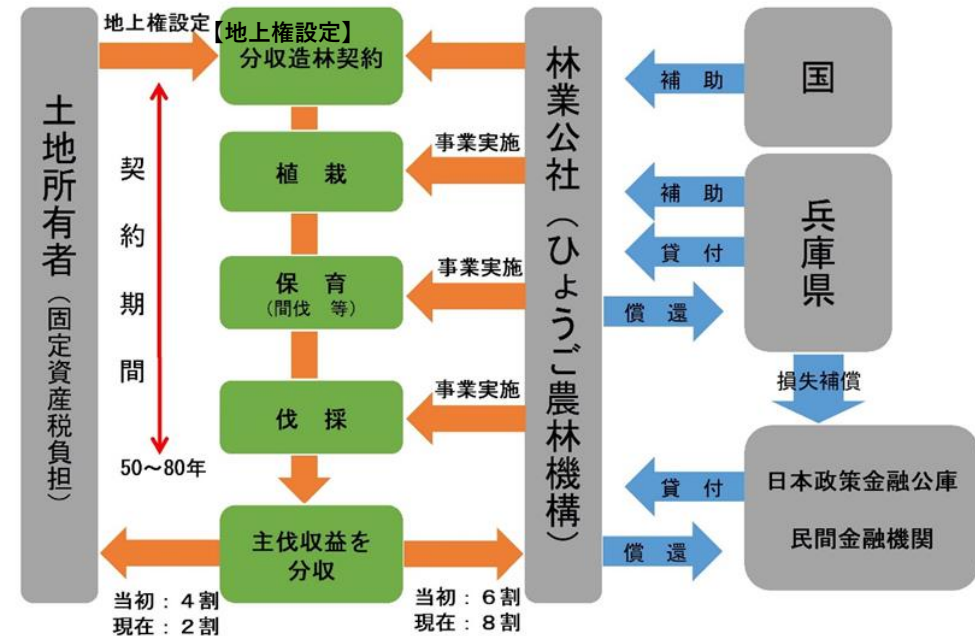 地上権設定
【地上権設定】
分収造林契約
土地所有者（固定資産税負担）
契約期間
50～80年
植 栽
保 育
（間伐 等）
伐 採
主伐収益を
分収
事業実施
事業実施
事業実施
当初：４割
現在：２割
当初：６割
現在：８割
林業公社（ひょうご農林機構）
補 助
国
補 助
貸 付
償 還
兵庫県
損失補償
貸 付
償 還
日本政策金融公庫
民間金融機関